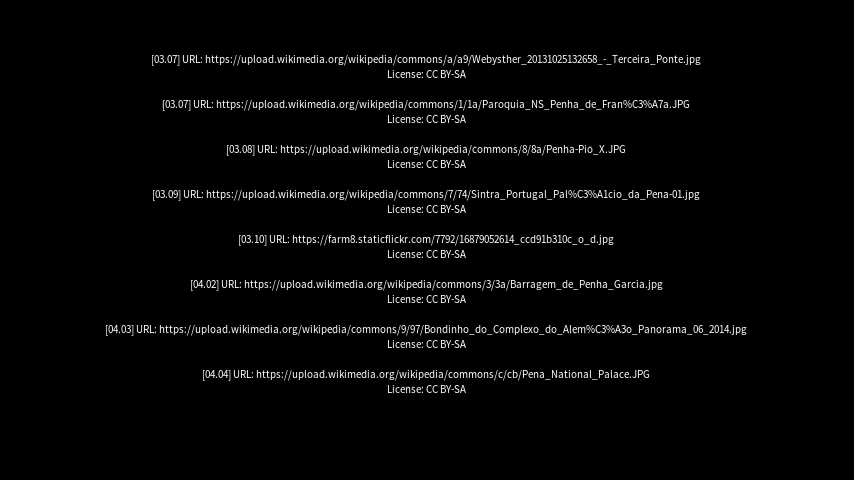 [03.07] URL: https://upload.wikimedia.org/wikipedia/commons/a/a9/Webysther_20131025132658_-_Terceira_Ponte.jpg
License: CC BY-SA
[03.07] URL: https://upload.wikimedia.org/wikipedia/commons/1/1a/Paroquia_NS_Penha_de_Fran%C3%A7a.JPG
License: CC BY-SA
[03.08] URL: https://upload.wikimedia.org/wikipedia/commons/8/8a/Penha-Pio_X.JPG
License: CC BY-SA
[03.09] URL: https://upload.wikimedia.org/wikipedia/commons/7/74/Sintra_Portugal_Pal%C3%A1cio_da_Pena-01.jpg
License: CC BY-SA
[03.10] URL: https://farm8.staticflickr.com/7792/16879052614_ccd91b310c_o_d.jpg
License: CC BY-SA
[04.02] URL: https://upload.wikimedia.org/wikipedia/commons/3/3a/Barragem_de_Penha_Garcia.jpg
License: CC BY-SA
[04.03] URL: https://upload.wikimedia.org/wikipedia/commons/9/97/Bondinho_do_Complexo_do_Alem%C3%A3o_Panorama_06_2014.jpg
License: CC BY-SA
[04.04] URL: https://upload.wikimedia.org/wikipedia/commons/c/cb/Pena_National_Palace.JPG
License: CC BY-SA